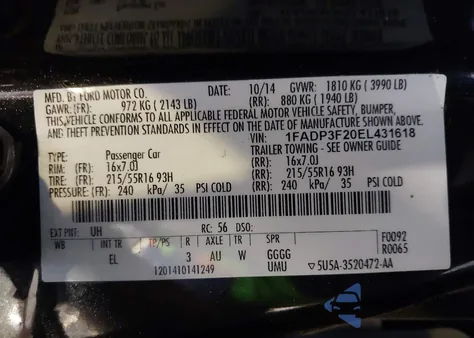 MFD. BY FORD MOTOR CO. 10/14 GVWR: 1810 KG ( 3990 LB)
GAWR: (FR): 972 KG ( 2143 LB) (RR): 880 KG ( 1940 LB)
THIS VEHICLE CONFORMS TO ALL APPLICABLE FEDERAL MOTOR VEHICLE SAFETY, BUMPER,
AND THEFT PREVENTION STANDARDS IN EFFECT ON THE DATE OF MANUFACTURE SHOWN ABOVE.
VIN: 1FADP3F20EL431618
TYPE: Passenger Car TRAILER TOWING - SEE OWNER GUIDE
RIM: (FR): 16x7.0J (RR): 16x7.0J
TIRE: (FR): 215/55R16 93H (RR): 215/55R16 93H
PRESSURE: (FR): 240 kPa/ 35 PSI COLD (RR): 240 kPa/ 35 PSI COLD
EXT PNT: UH RC: 56 DSO: F0092
WB INT TR TP/PS R AXLE TR SPR R0065
EL 3 AU W GGGG
1201410141249 UMU ▽5U5A-3520472-AA